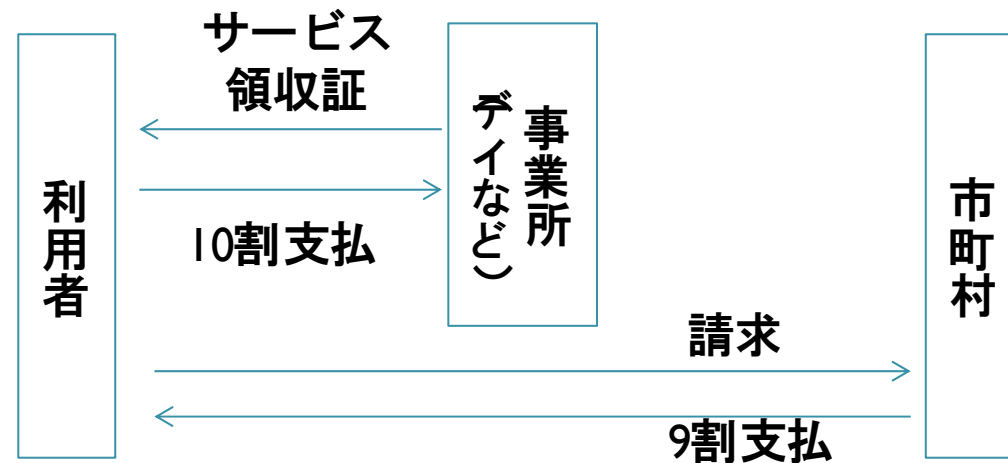 サービス
領収証
事業所
(デイなど)
利用者
市町村
10割支払
請求
9割支払